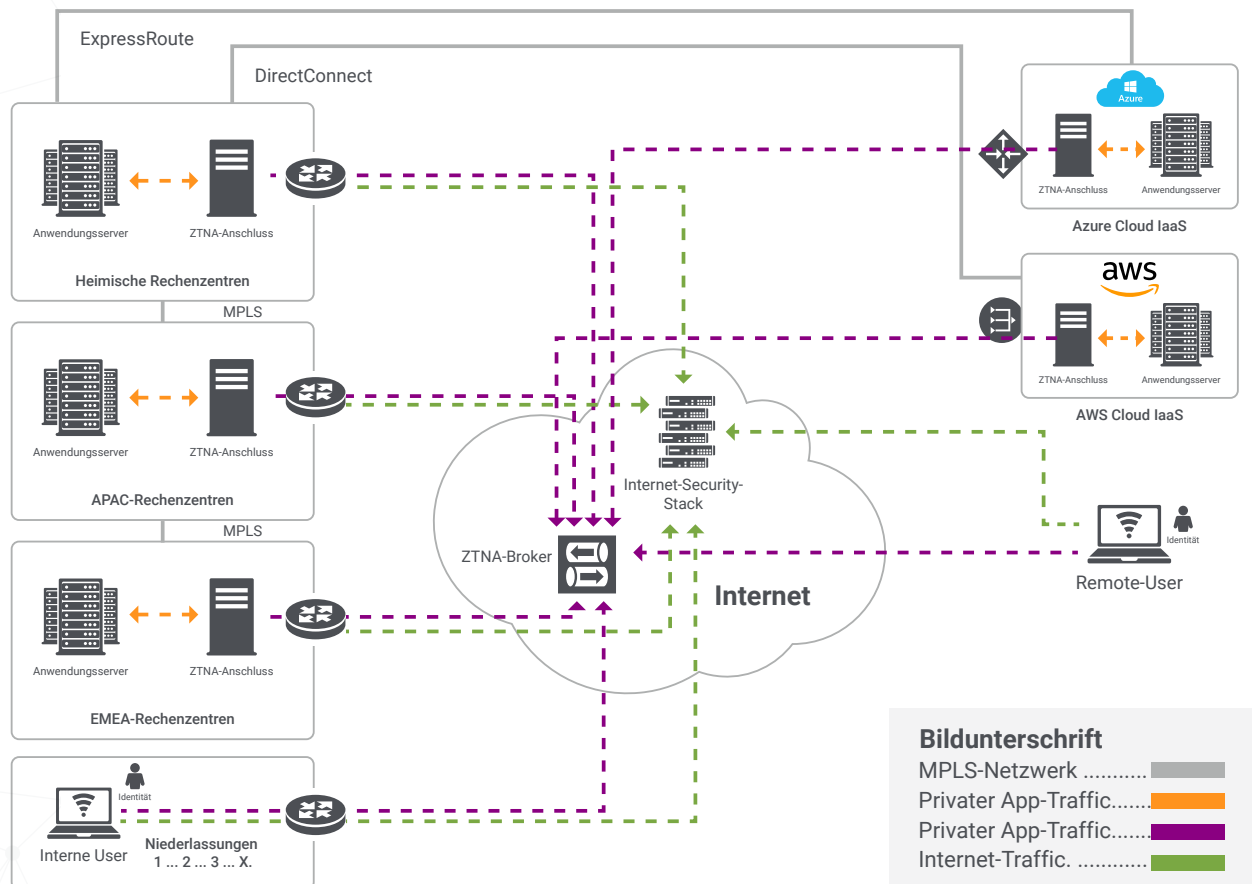 ExpressRoute
DirectConnect
Anwendungsserver
ZTNA-Anschluss
Heimische Rechenzentren
MPLS
Anwendungsserver
ZTNA-Anschluss
APAC-Rechenzentren
MPLS
Anwendungsserver
ZTNA-Anschluss
EMEA-Rechenzentren
Identität
Interne User
Niederlassungen
1 ... 2 ... 3 ... X.
Internet-Security-
Stack
ZTNA-Broker
Internet
Azure
ZTNA-Anschluss
Anwendungsserver
Azure Cloud IaaS
aws
ZTNA-Anschluss
Anwendungsserver
AWS Cloud IaaS
Identität
Remote-User
Bildunterschrift
MPLS-Netzwerk ...........
Privater App-Traffic.......
Privater App-Traffic.......
Internet-Traffic. ............